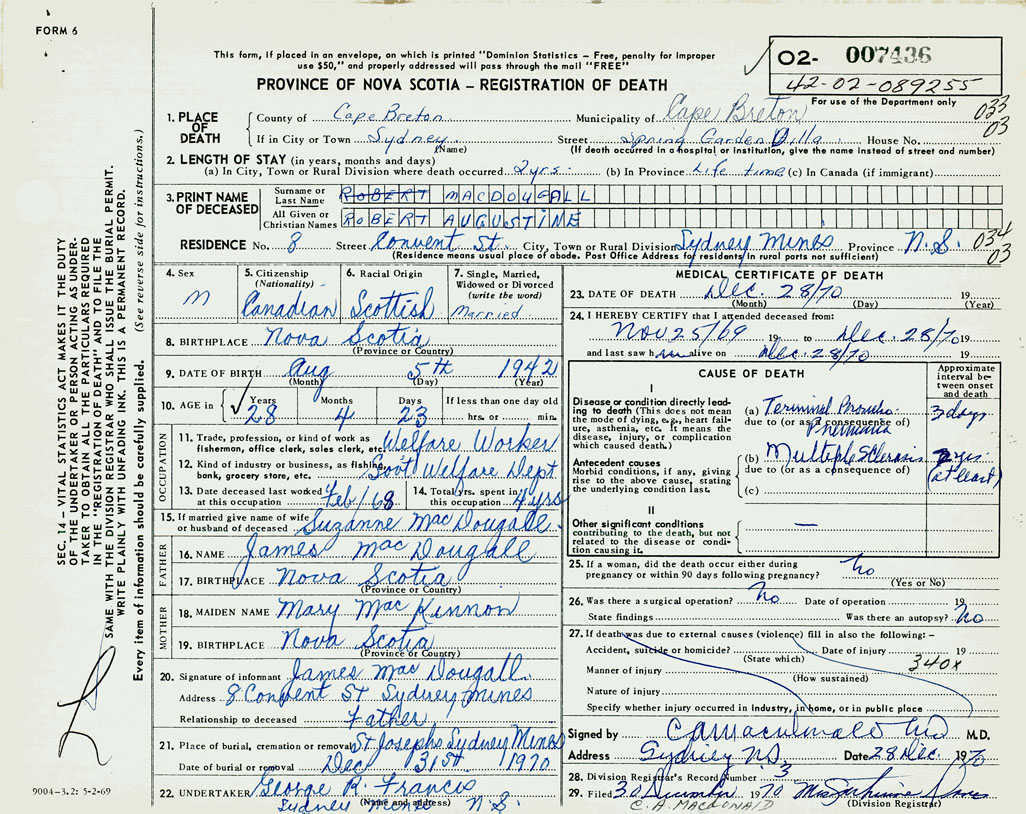 FORM 6
This form, if placed in an envelope, on which is printed "Dominion Statistics – Free, penalty for improper
use $50," and properly addressed will pass through the mail "FREE"
PROVINCE OF NOVA SCOTIA – REGISTRATION OF DEATH
02- 007436
42-02-089255
For use of the Department only
033
03
1. PLACE OF DEATH
County of Cape Breton Municipality of Cape Breton
If in City or Town Sydney Street Spring Garden Villa House No.
(Name) (If death occurred in a hospital or institution, give the name instead of street and number)
2. LENGTH OF STAY (in years, months and days)
(a) In City, Town or Rural Division where death occurred 2yrs. (b) In Province Life time (c) In Canada (if immigrant)
3. PRINT NAME OF DECEASED
Surname or Last Name ROBERT MACDOUGALL
All Given or Christian Names ROBERT AUGUSTINE
RESIDENCE No. 8 Street Convent St. City, Town or Rural Division Sydney Mines Province N.S. 034
03
(Residence means usual place of abode. Post Office Address for residents in rural parts not sufficient)
4. Sex
M
5. Citizenship (Nationality)
Canadian
6. Racial Origin
Scottish
7. Single, Married, Widowed or Divorced (write the word)
Married
8. BIRTHPLACE Nova Scotia
(Province or Country)
9. DATE OF BIRTH Aug 5th 1942
(Month) (Day) (Year)
10. AGE in Years Months Days If less than one day old
28 4 23 hrs. or min.
OCCUPATION
11. Trade, profession, or kind of work as fisherman, office clerk, sales clerk, etc. Welfare Worker
12. Kind of industry or business, as fishing, bank, grocery store, etc. Govt Welfare Dept
13. Date deceased last worked at this occupation Feb/68
14. Total yrs. spent in this occupation 4 yrs
15. If married give name of wife or husband of deceased Suzanne MacDougall
FATHER
16. NAME James MacDougall
17. BIRTHPLACE Nova Scotia
(Province or Country)
MOTHER
18. MAIDEN NAME Mary MacKinnon
19. BIRTHPLACE Nova Scotia
(Province or Country)
20. Signature of informant James MacDougall
Address 8 Convent St Sydney Mines
Relationship to deceased Father
21. Place of burial, cremation or removal St Josephs Sydney Mines
Date of burial or removal Dec 31st 1970
22. UNDERTAKER George R. Francis
(Name and address)
Sydney Mines N.S.
MEDICAL CERTIFICATE OF DEATH
23. DATE OF DEATH Dec. 28/70 19
(Month) (Day) (Year)
24. I HEREBY CERTIFY that I attended deceased from:
Nov 25/69 19 to Dec. 28/70 19
and last saw him alive on Dec. 28/70 19
CAUSE OF DEATH
Approximate interval between onset and death
I
Disease or condition directly leading to death (This does not mean the mode of dying, e.g., heart failure, asthenia, etc. It means the disease, injury, or complication which caused death.)
(a) Terminal Broncho-Pneumonia 3 days
due to (or as a consequence of)
Antecedent causes
Morbid conditions, if any, giving rise to the above cause, stating the underlying condition last.
(b) Multiple Sclerosis yrs (at least)
due to (or as a consequence of)
(c)
II
Other significant conditions
contributing to the death, but not related to the disease or condition causing it.
—
25. If a woman, did the death occur either during pregnancy or within 90 days following pregnancy? No
(Yes or No)
26. Was there a surgical operation? No Date of operation 19
State findings Was there an autopsy? No
27. If death was due to external causes (violence) fill in also the following:–
Accident, suicide or homicide? Date of injury 19
(State which)
340x
Manner of injury
(How sustained)
Nature of injury
Specify whether injury occurred in industry, in home, or in public place
Signed by M.D.
Address Sydney N.S. Date 28 Dec. 1970
28. Division Registrar's Record Number 3
29. Filed 30 December 1970
C. A. MACDONALD (Division Registrar)
SEC. 14 – VITAL STATISTICS ACT MAKES IT THE DUTY
OF THE UNDERTAKER OR PERSON ACTING AS UNDER-
TAKER TO OBTAIN ALL THE PARTICULARS REQUIRED
IN THE "REGISTRATION OF DEATH" AND TO FILE THE
SAME WITH THE DIVISION REGISTRAR WHO SHALL ISSUE THE BURIAL PERMIT.
WRITE PLAINLY WITH UNFADING INK. THIS IS A PERMANENT RECORD.
Every item of information should be carefully supplied. (See reverse side for instructions.)
9004-3.2: 5-2-69